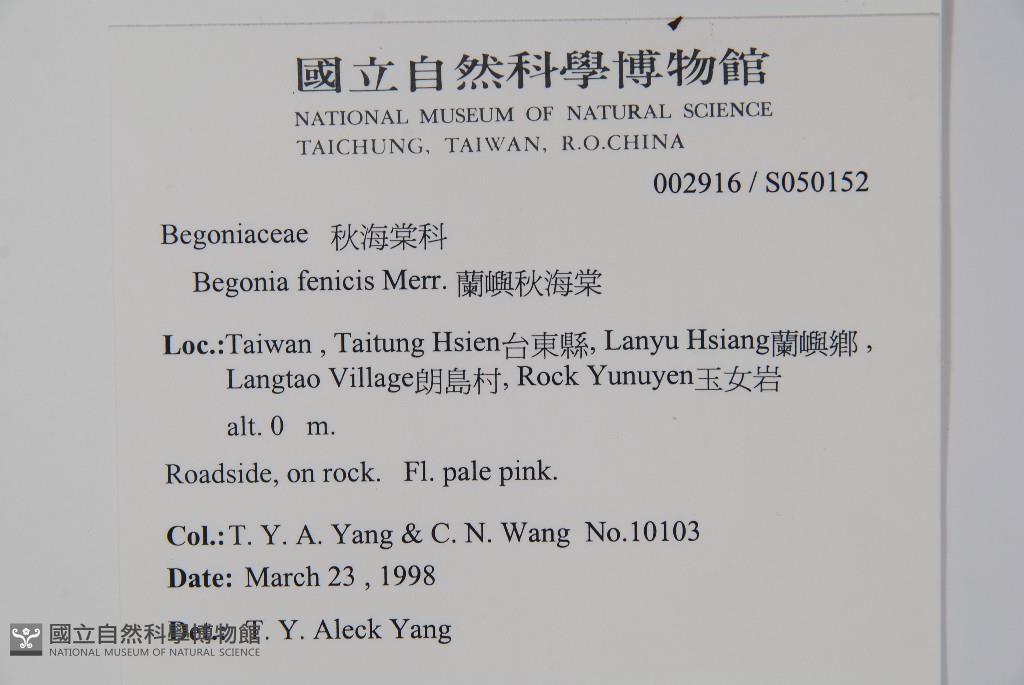 國立自然科學博物館
NATIONAL MUSEUM OF NATURAL SCIENCE
TAICHUNG, TAIWAN, R.O.CHINA
002916 / S050152
Begoniaceae 秋海棠科
Begonia fenicis Merr. 蘭嶼秋海棠
Loc.:Taiwan , Taitung Hsien台東縣, Lanyu Hsiang蘭嶼鄉 ,
Langtao Village朗島村, Rock Yunuyen玉女岩
alt. 0 m.
Roadside, on rock. Fl. pale pink.
Col.: T. Y. A. Yang & C. N. Wang No.10103
Date: March 23 , 1998
Det.: T. Y. Aleck Yang
國立自然科學博物館
NATIONAL MUSEUM OF NATURAL SCIENCE